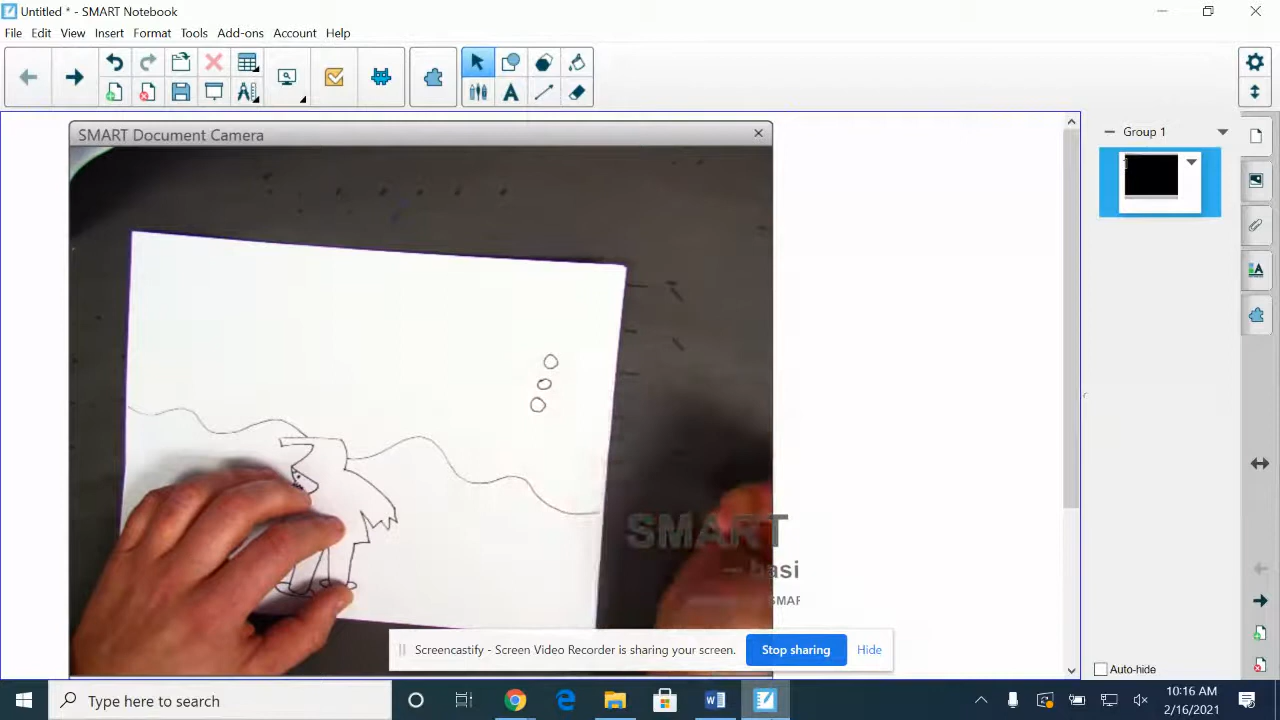 Untitled * - SMART Notebook
File Edit View Insert Format Tools Add-ons Account Help
SMART Document Camera
Group 1
SMART
basi
SMAR
Screencastify - Screen Video Recorder is sharing your screen. Stop sharing Hide
Auto-hide
Type here to search
10:16 AM
2/16/2021